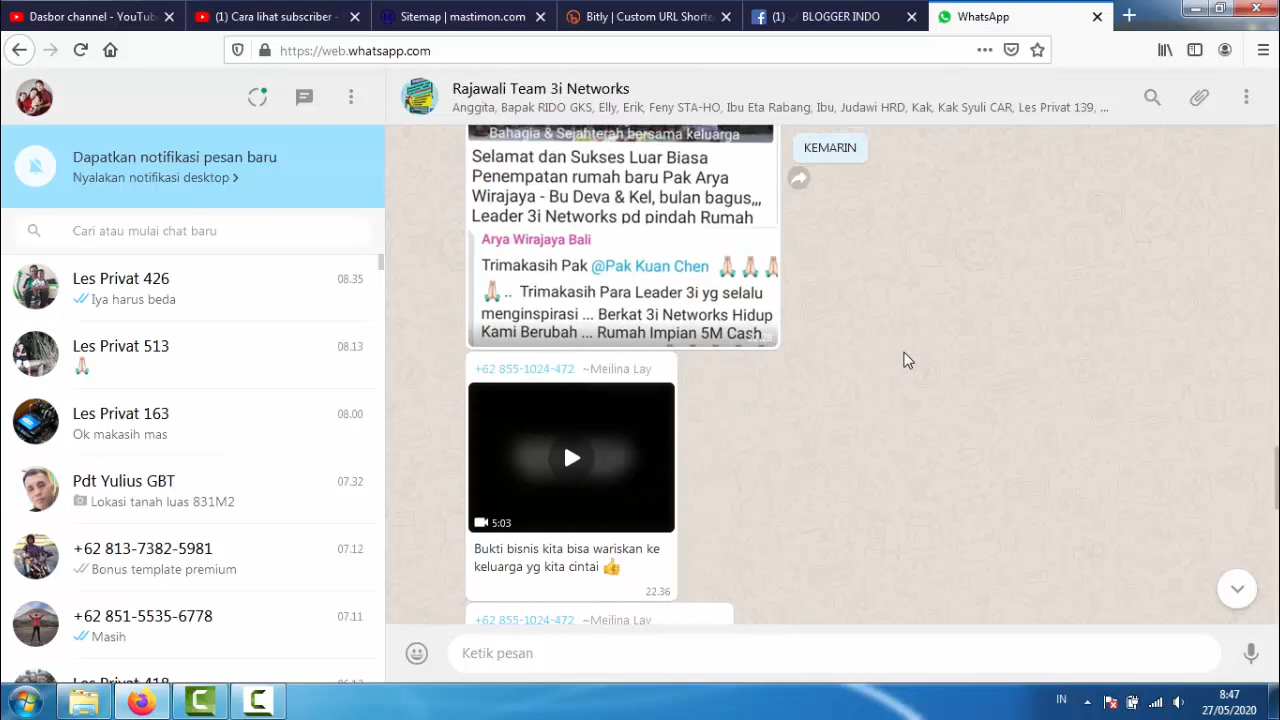 Dasbor channel - YouTub
(1) Cara lihat subscriber -
Sitemap | mastimon.com
Bitly | Custom URL Shorte
(1) BLOGGER INDO
WhatsApp
https://web.whatsapp.com
Rajawali Team 3i Networks
Anggita, Bapak RIDO GKS, Elly, Erik, Feny STA-HO, Ibu Eta Rabang, Ibu, Judawi HRD, Kak, Kak Syuli CAR, Les Privat 139, ...
Dapatkan notifikasi pesan baru
Nyalakan notifikasi desktop >
Cari atau mulai chat baru
Les Privat 426
08.35
Iya harus beda
Les Privat 513
08.13
Les Privat 163
08.00
Ok makasih mas
Pdt Yulius GBT
07.32
Lokasi tanah luas 831M2
+62 813-7382-5981
07.12
Bonus template premium
+62 851-5535-6778
07.11
Masih
Les Privat 418
KEMARIN
Bahagia & Sejahterah bersama keluarga
Selamat dan Sukses Luar Biasa
Penempatan rumah baru Pak Arya
Wirajaya - Bu Deva & Kel, bulan bagus,,,
Leader 3i Networks pd pindah Rumah
Arya Wirajaya Bali
Trimakasih Pak @Pak Kuan Chen
.. Trimakasih Para Leader 3i yg selalu
menginspirasi ... Berkat 3i Networks Hidup
Kami Berubah ... Rumah Impian 5M Cash
+62 855-1024-472 ~Meilina Lay
5:03
Bukti bisnis kita bisa wariskan ke
keluarga yg kita cintai
22.36
+62 855-1024-472 ~Meilina Lay
Ketik pesan
IN
8:47
27/05/2020